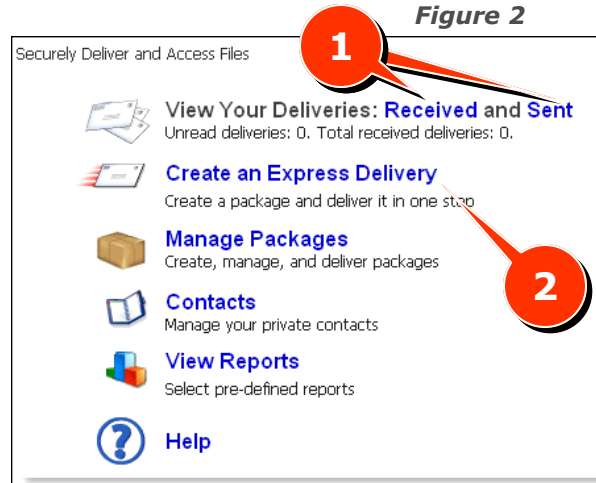 Figure 2
1
Securely Deliver and Access Files
View Your Deliveries: Received and Sent
Unread deliveries: 0. Total received deliveries: 0.
Create an Express Delivery
Create a package and deliver it in one step
Manage Packages
Create, manage, and deliver packages
2
Contacts
Manage your private contacts
View Reports
Select pre-defined reports
?
Help